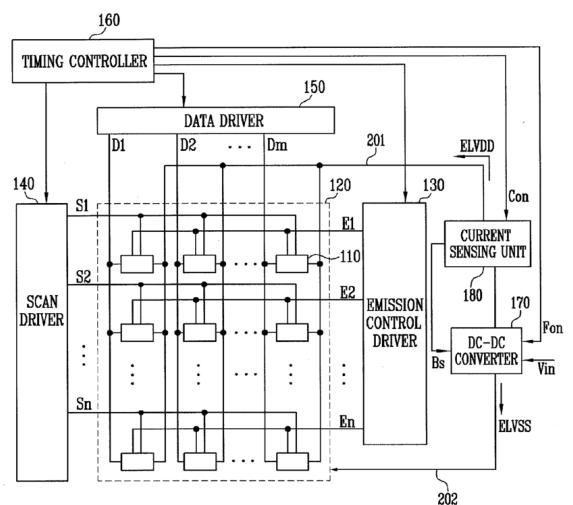 160
TIMING CONTROLLER
150
DATA DRIVER
D1 D2 ... Dm
201
ELVDD
140
S1
120
130
Con
E1
CURRENT
SENSING UNIT
110
S2
180
E2
SCAN
DRIVER
EMISSION
CONTROL
DRIVER
170
DC-DC
CONVERTER
Fon
Bs
Vin
Sn
En
ELVSS
202